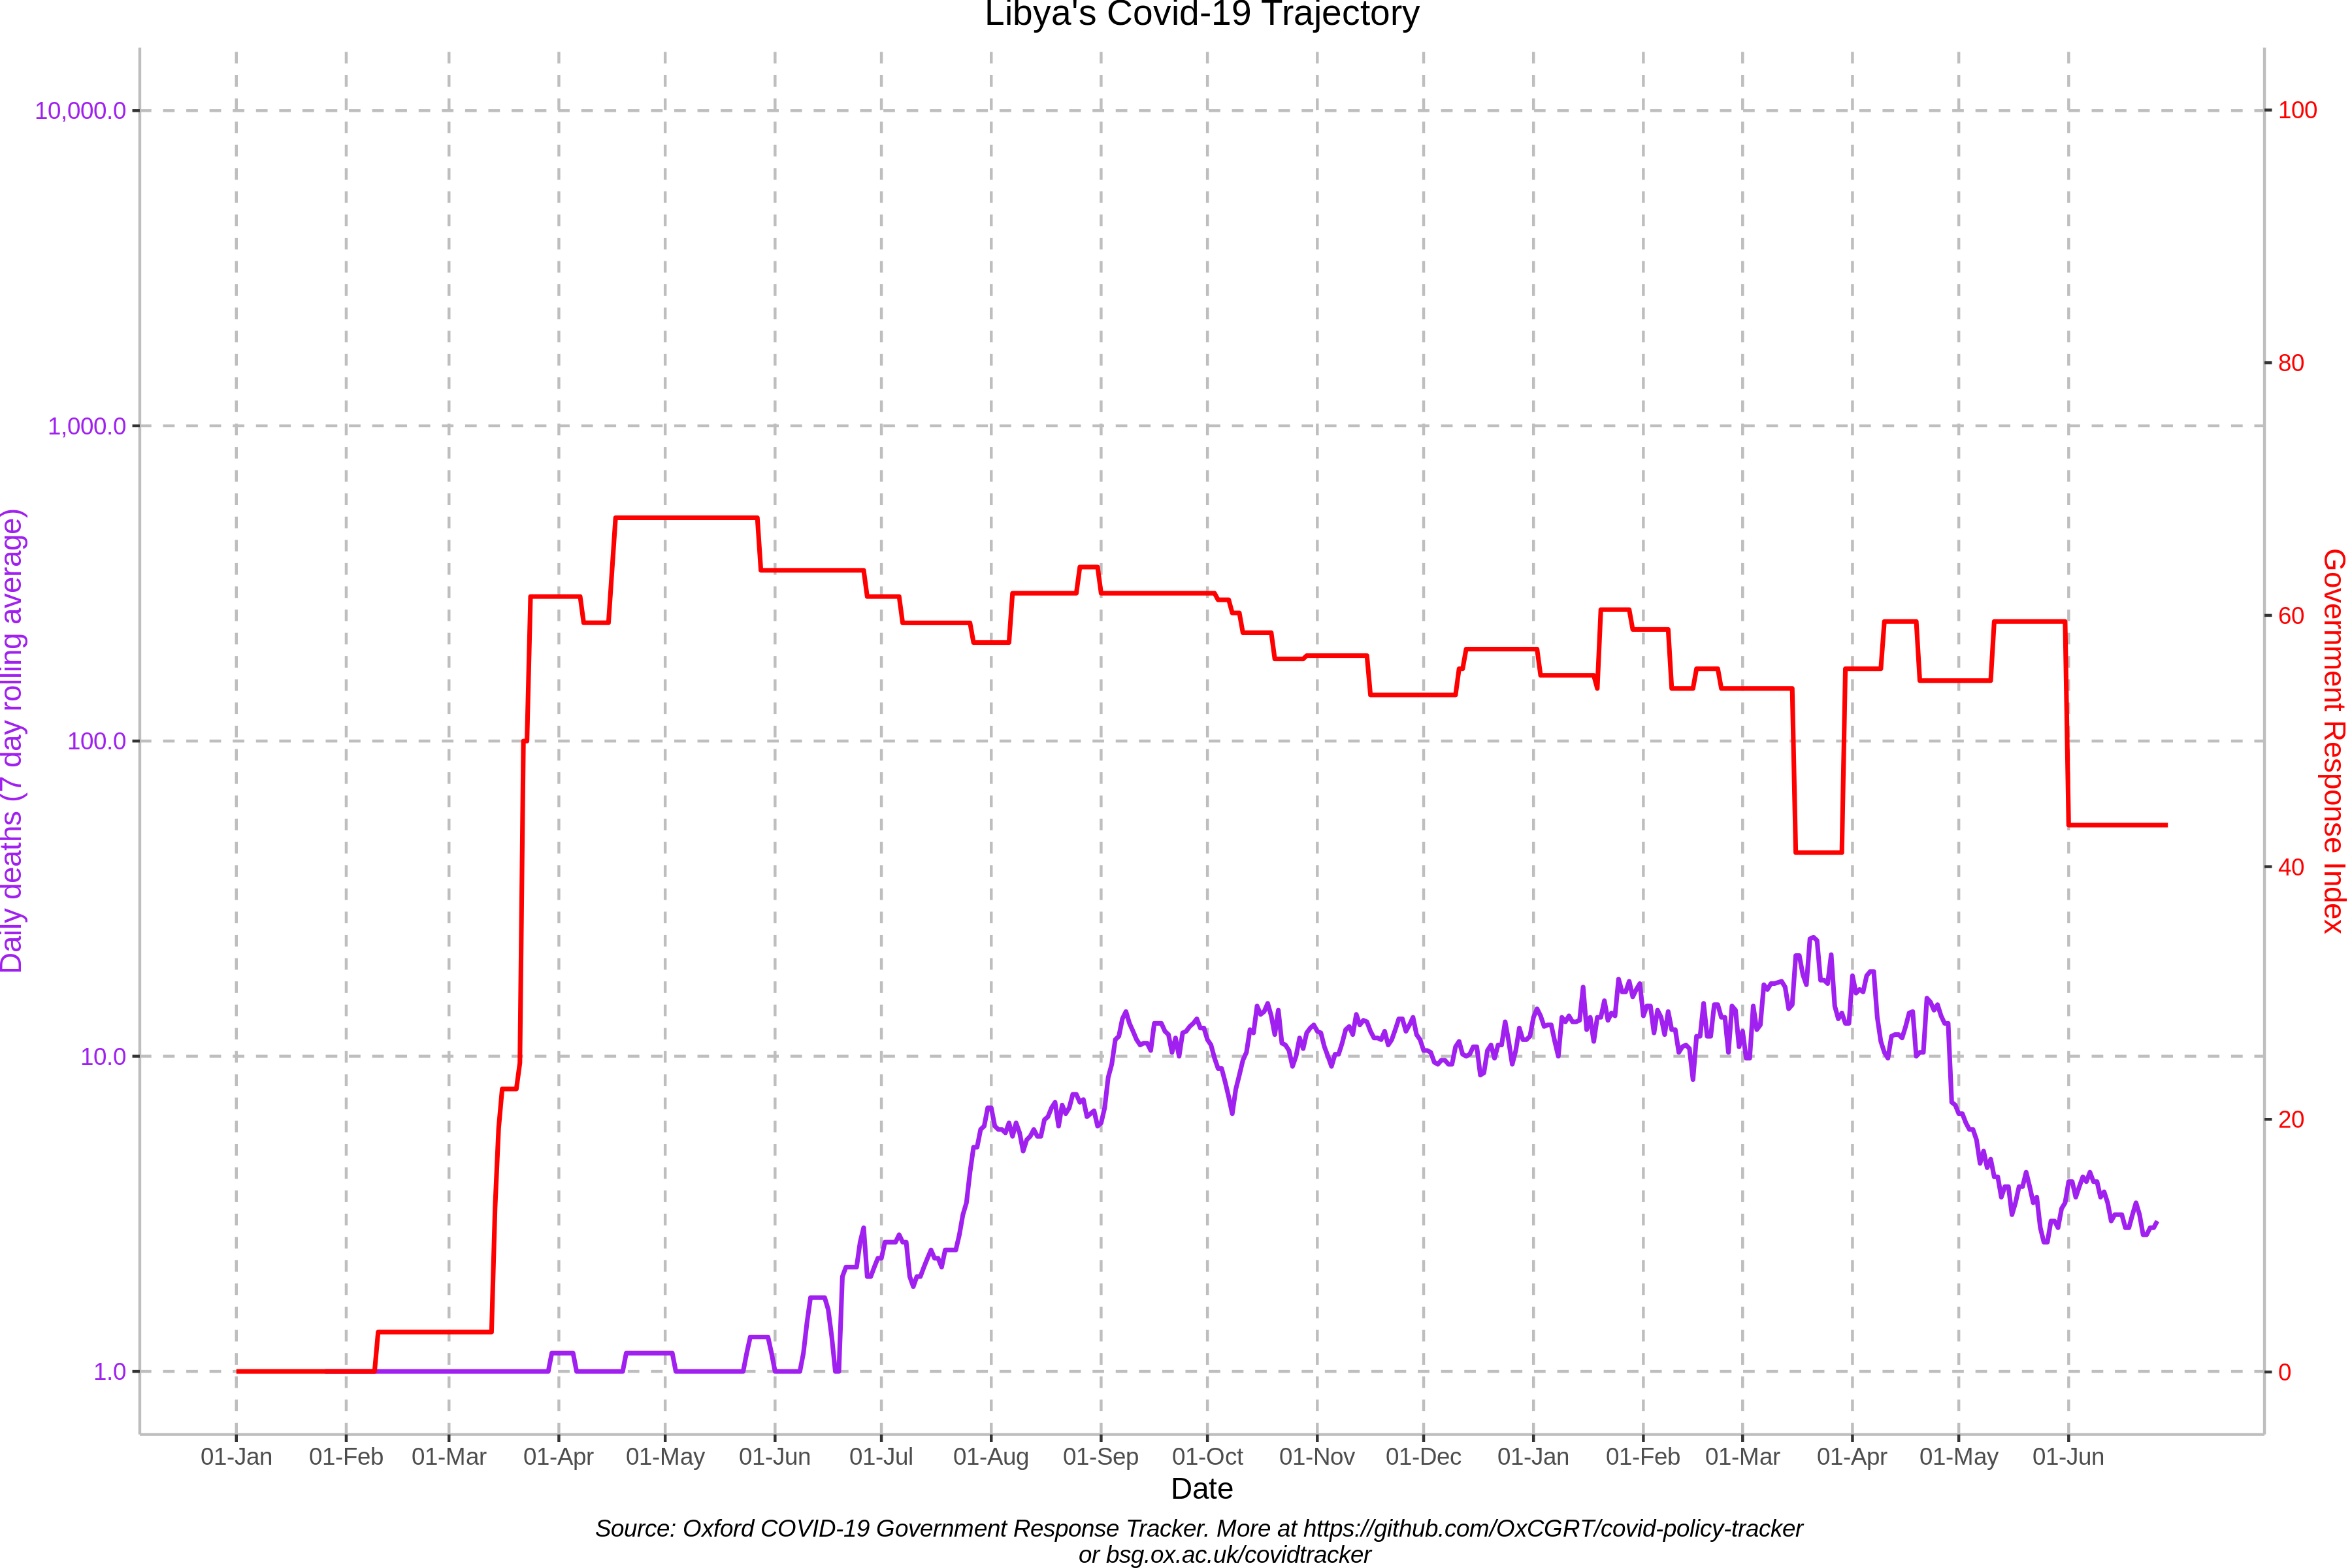 Libya's Covid-19 Trajectory
10,000.0
1,000.0
100.0
10.0
1.0
Daily deaths (7 day rolling average)
100
80
60
40
20
0
Government Response Index
01-Jan 01-Feb 01-Mar 01-Apr 01-May 01-Jun 01-Jul 01-Aug 01-Sep 01-Oct 01-Nov 01-Dec 01-Jan 01-Feb 01-Mar 01-Apr 01-May 01-Jun
Date
Source: Oxford COVID-19 Government Response Tracker. More at https://github.com/OxCGRT/covid-policy-tracker
or bsg.ox.ac.uk/covidtracker